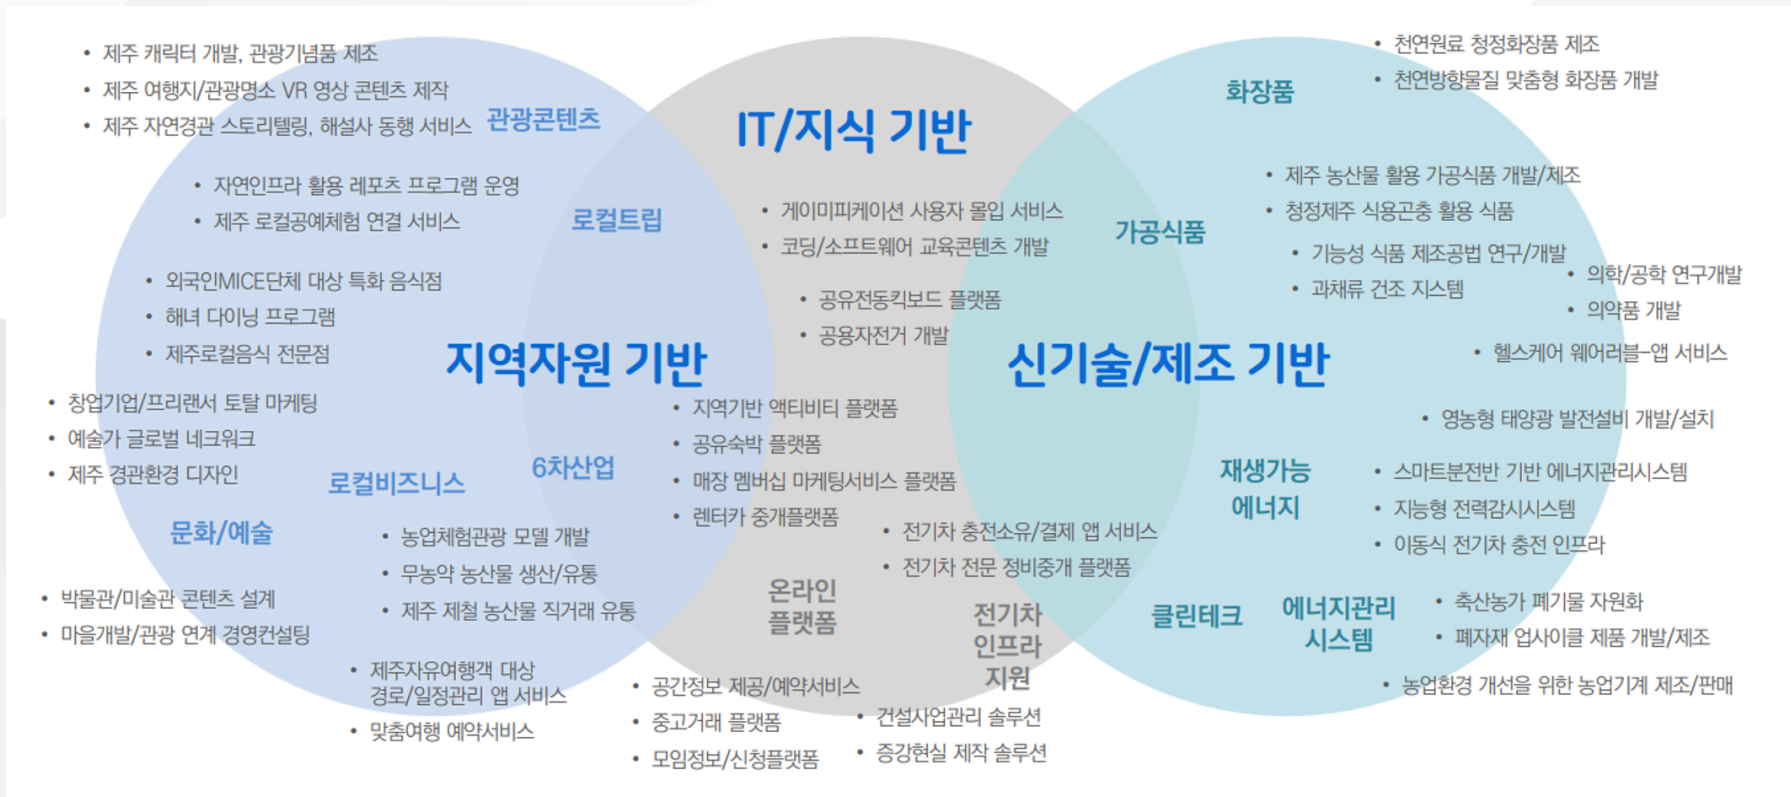 • 제주 캐릭터 개발, 관광기념품 제조
• 제주 여행지/관광명소 VR 영상 콘텐츠 제작
• 제주 자연경관 스토리텔링, 해설사 동행 서비스
관광콘텐츠
• 자연인프라 활용 레포츠 프로그램 운영
• 제주 로컬공예체험 연결 서비스
로컬트립
• 외국인MICE단체 대상 특화 음식점
• 해녀 다이닝 프로그램
• 제주로컬음식 전문점
지역자원 기반
• 창업기업/프리랜서 토탈 마케팅
• 예술가 글로벌 네크워크
• 제주 경관환경 디자인
로컬비즈니스
6차산업
문화/예술
• 농업체험관광 모델 개발
• 무농약 농산물 생산/유통
• 제주 제철 농산물 직거래 유통
• 박물관/미술관 콘텐츠 설계
• 마을개발/관광 연계 경영컨설팅
• 제주자유여행객 대상
경로/일정관리 앱 서비스
• 맞춤여행 예약서비스
IT/지식 기반
• 게이미피케이션 사용자 몰입 서비스
• 코딩/소프트웨어 교육콘텐츠 개발
• 공유전동킥보드 플랫폼
• 공용자전거 개발
• 지역기반 액티비티 플랫폼
• 공유숙박 플랫폼
• 매장 멤버십 마케팅서비스 플랫폼
• 렌터카 중개플랫폼
• 전기차 충전소유/결제 앱 서비스
• 전기차 전문 정비중개 플랫폼
온라인
플랫폼
전기차
인프라
지원
• 공간정보 제공/예약서비스
• 중고거래 플랫폼
• 모임정보/신청플랫폼
• 건설사업관리 솔루션
• 증강현실 제작 솔루션
화장품
• 천연원료 청정화장품 제조
• 천연방향물질 맞춤형 화장품 개발
가공식품
• 제주 농산물 활용 가공식품 개발/제조
• 청정제주 식용곤충 활용 식품
• 기능성 식품 제조공법 연구/개발
• 과채류 건조 지스템
• 의학/공학 연구개발
• 의약품 개발
• 헬스케어 웨어러블-앱 서비스
신기술/제조 기반
• 영농형 태양광 발전설비 개발/설치
재생가능
에너지
• 스마트분전반 기반 에너지관리시스템
• 지능형 전력감시시스템
• 이동식 전기차 충전 인프라
클린테크
에너지관리
시스템
• 축산농가 폐기물 자원화
• 폐자재 업사이클 제품 개발/제조
• 농업환경 개선을 위한 농업기계 제조/판매